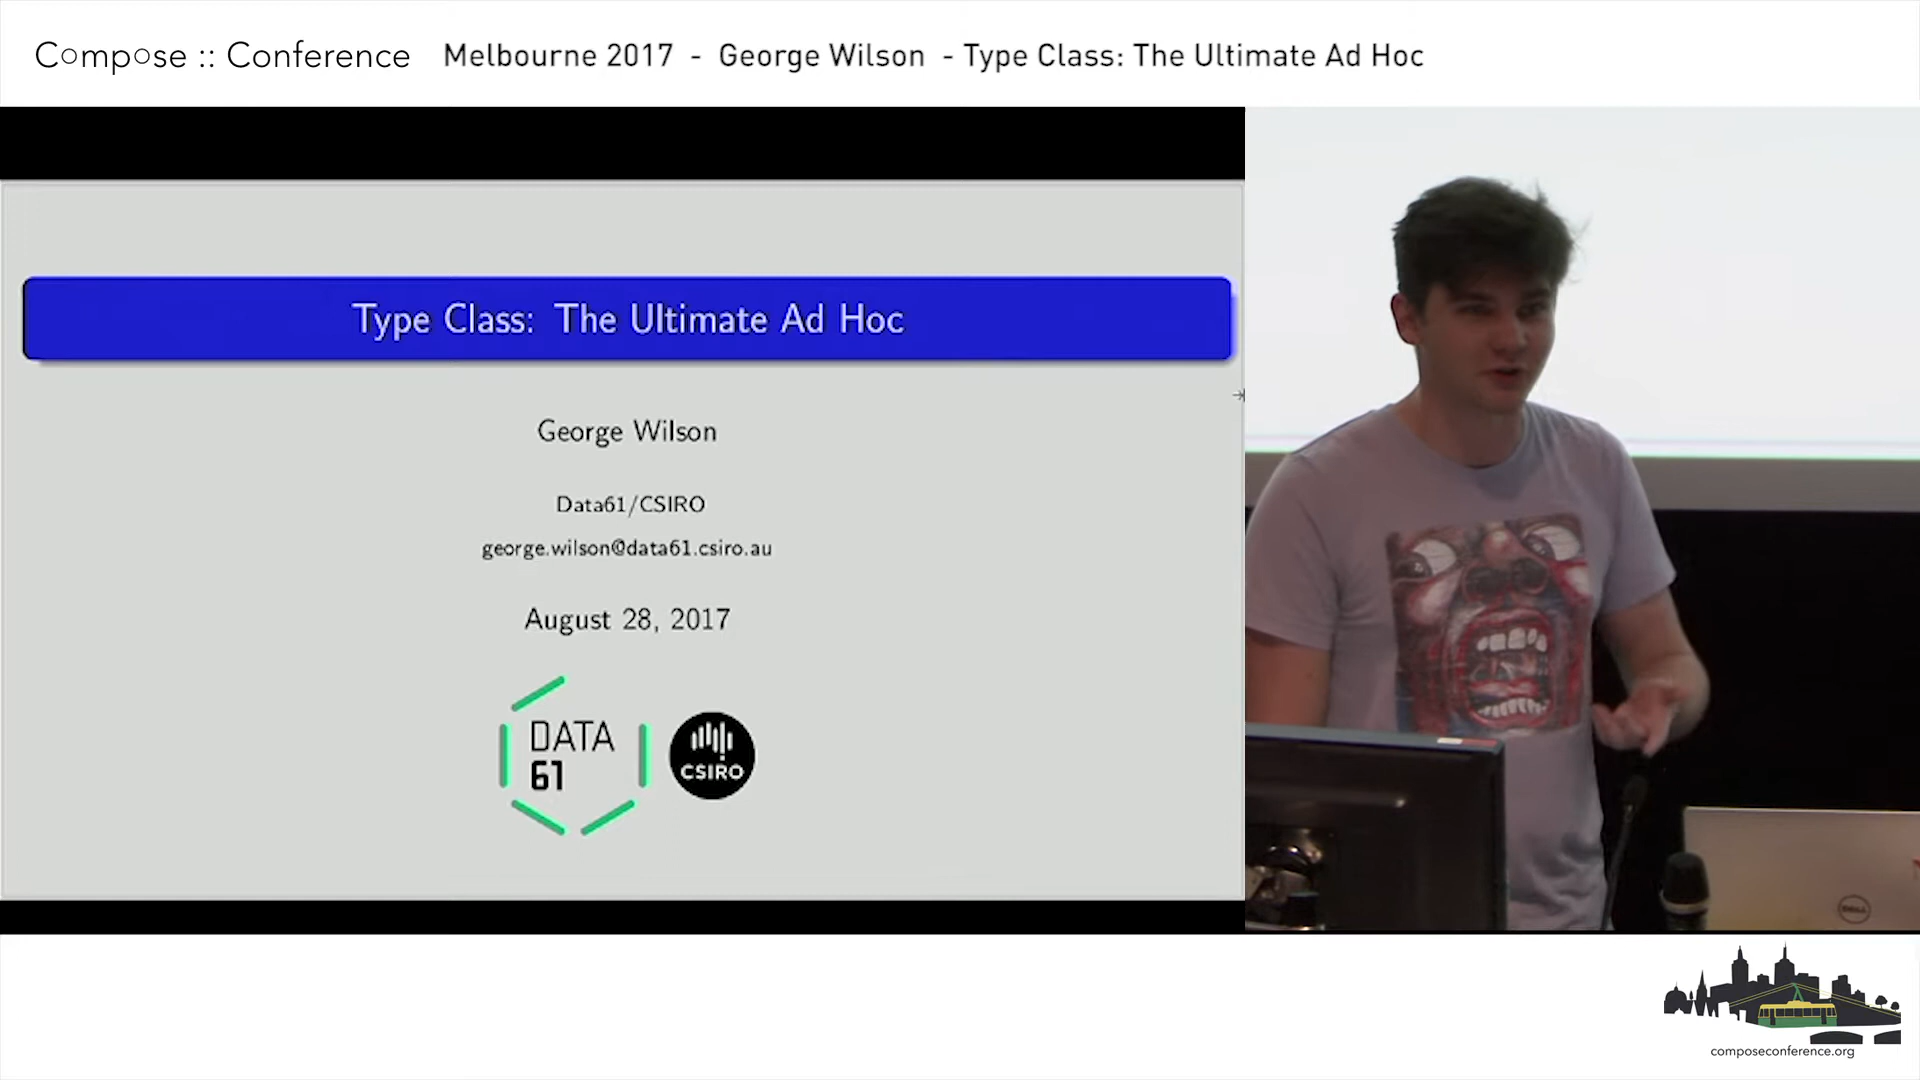 Compose :: Conference
Melbourne 2017 - George Wilson - Type Class: The Ultimate Ad Hoc
Type Class: The Ultimate Ad Hoc
George Wilson
Data61/CSIRO
george.wilson@data61.csiro.au
August 28, 2017
DATA
61
CSIRO
DELL
composeconference.org